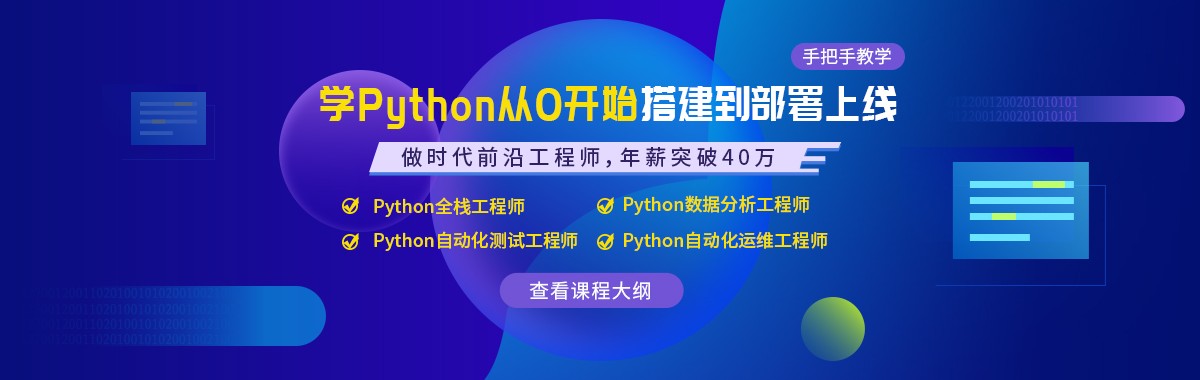 手把手教学
学Python从0开始搭建到部署上线
做时代前沿工程师,年薪突破40万
Python全栈工程师
Python数据分析工程师
Python自动化测试工程师
Python自动化运维工程师
查看课程大纲